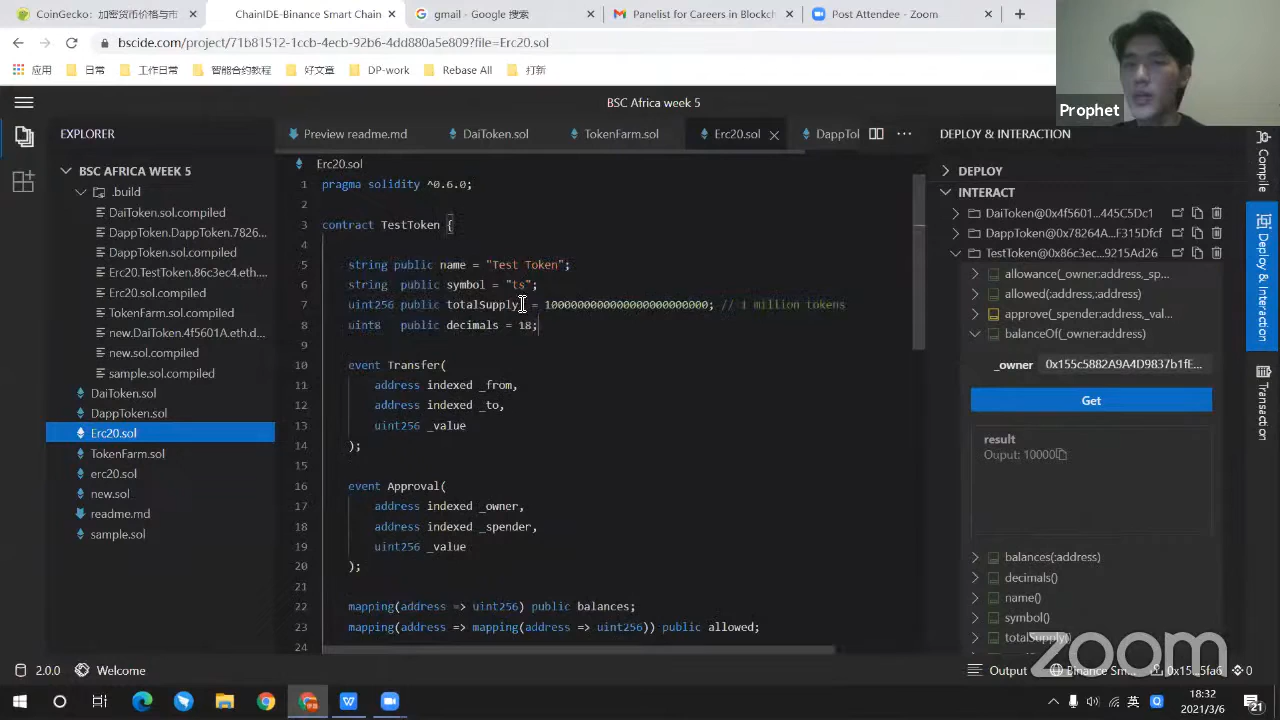 CoinGecko: 加密货币价格与市
ChainIDE-Binance Smart Chain
gmail - Google 搜索
Panelist for Careers in Blockch
Post Attendee - Zoom
bscide.com/project/71b81512-1ccb-4ecb-92b6-4dd880a5e809?file=Erc20.sol
应用
日常
工作日常
智能合约教程
好文章
DP-work
Rebase All
打新
Prophet
BSC Africa week 5
EXPLORER
Preview readme.md
DaiToken.sol
TokenFarm.sol
Erc20.sol
DappTol
DEPLOY & INTERACTION
BSC AFRICA WEEK 5
.build
DaiToken.sol.compiled
DappToken.DappToken.7826...
DappToken.sol.compiled
Erc20.TestToken.86c3ec4.eth....
Erc20.sol.compiled
TokenFarm.sol.compiled
new.DaiToken.4f5601A.eth.d...
new.sol.compiled
sample.sol.compiled
DaiToken.sol
DappToken.sol
Erc20.sol
TokenFarm.sol
erc20.sol
new.sol
readme.md
sample.sol
Erc20.sol
1 pragma solidity ^0.6.0;
2
3 contract TestToken {
4
5 string public name = "Test Token";
6 string public symbol = "ts";
7 uint256 public totalSupply = 1000000000000000000000000; // 1 million tokens
8 uint8 public decimals = 18;
9
10 event Transfer(
11 address indexed _from,
12 address indexed _to,
13 uint256 _value
14 );
15
16 event Approval(
17 address indexed _owner,
18 address indexed _spender,
19 uint256 _value
20 );
21
22 mapping(address => uint256) public balances;
23 mapping(address => mapping(address => uint256)) public allowed;
24
DEPLOY
INTERACT
DaiToken@0x4f5601...445C5Dc1
DappToken@0x78264A...F315Dfcf
TestToken@0x86c3ec...9215Ad26
allowance(_owner:address,_sp...
allowed(:address,:address)
approve(_spender:address,_val...
balanceOf(_owner:address)
_owner 0x155c5882A9A4D9837b1fE...
Get
result
Ouput: 10000
balances(:address)
decimals()
name()
symbol()
totalSupply()
Compile
Deploy & Interaction
Transaction
zoom
2.0.0
Welcome
Output
Binance Sm...
0x15...5fa6
0
英
18:32
2021/3/6
21